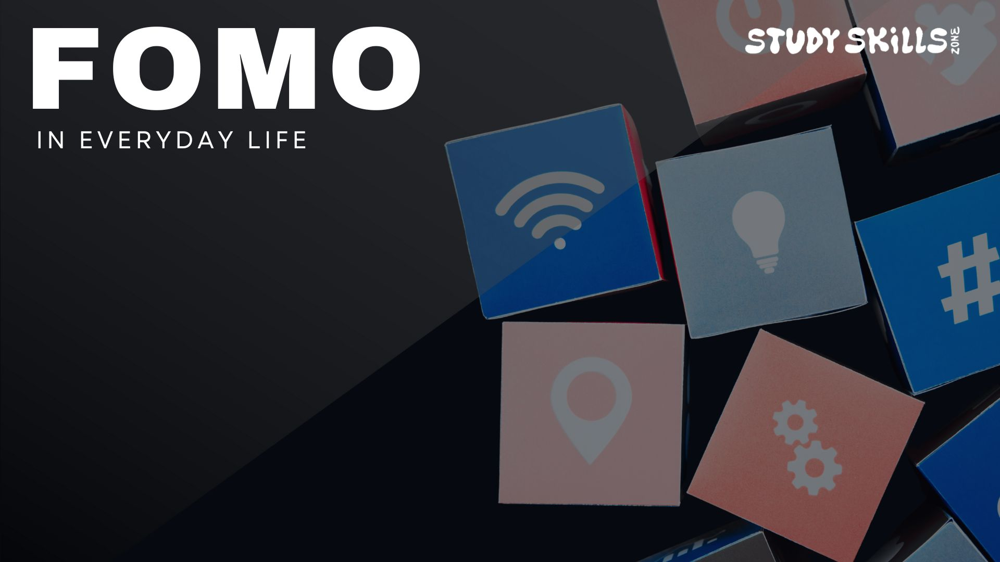 FOMO
IN EVERYDAY LIFE
STUDY SKiLLS ZONE
#